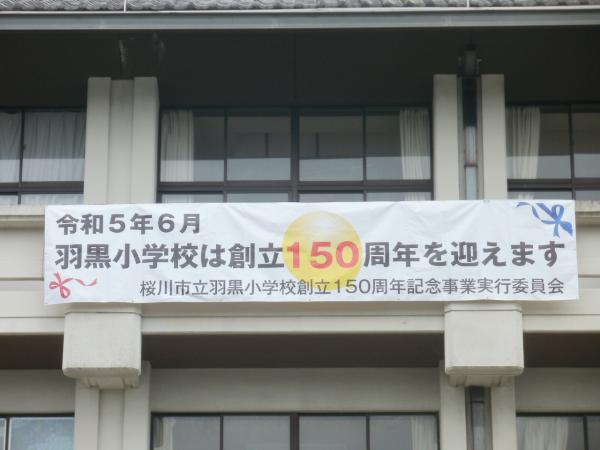 令和5年6月
羽黒小学校は創立150周年を迎えます
桜川市立羽黒小学校創立150周年記念事業実行委員会